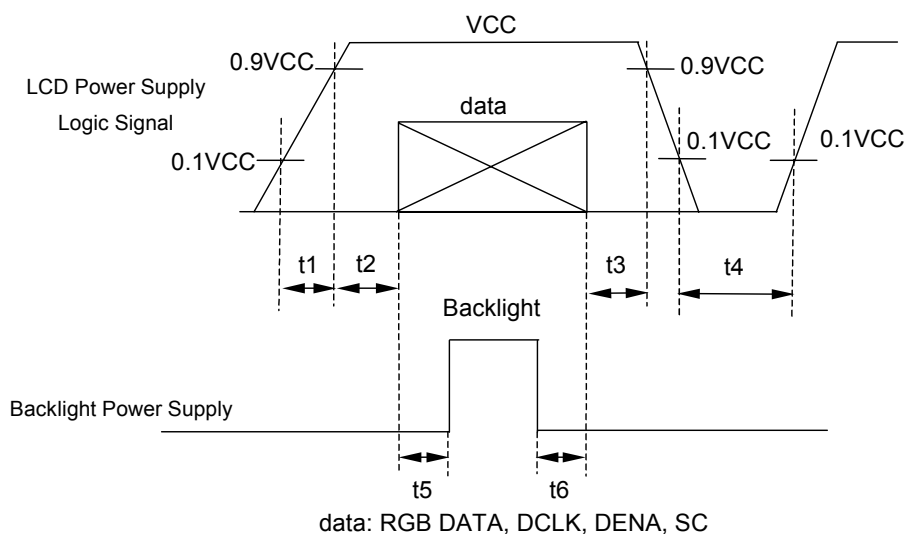 VCC
0.9VCC
0.9VCC
LCD Power Supply
Logic Signal
data
0.1VCC
0.1VCC
0.1VCC
t1
t2
t3
t4
Backlight
Backlight Power Supply
t5
t6
data: RGB DATA, DCLK, DENA, SC